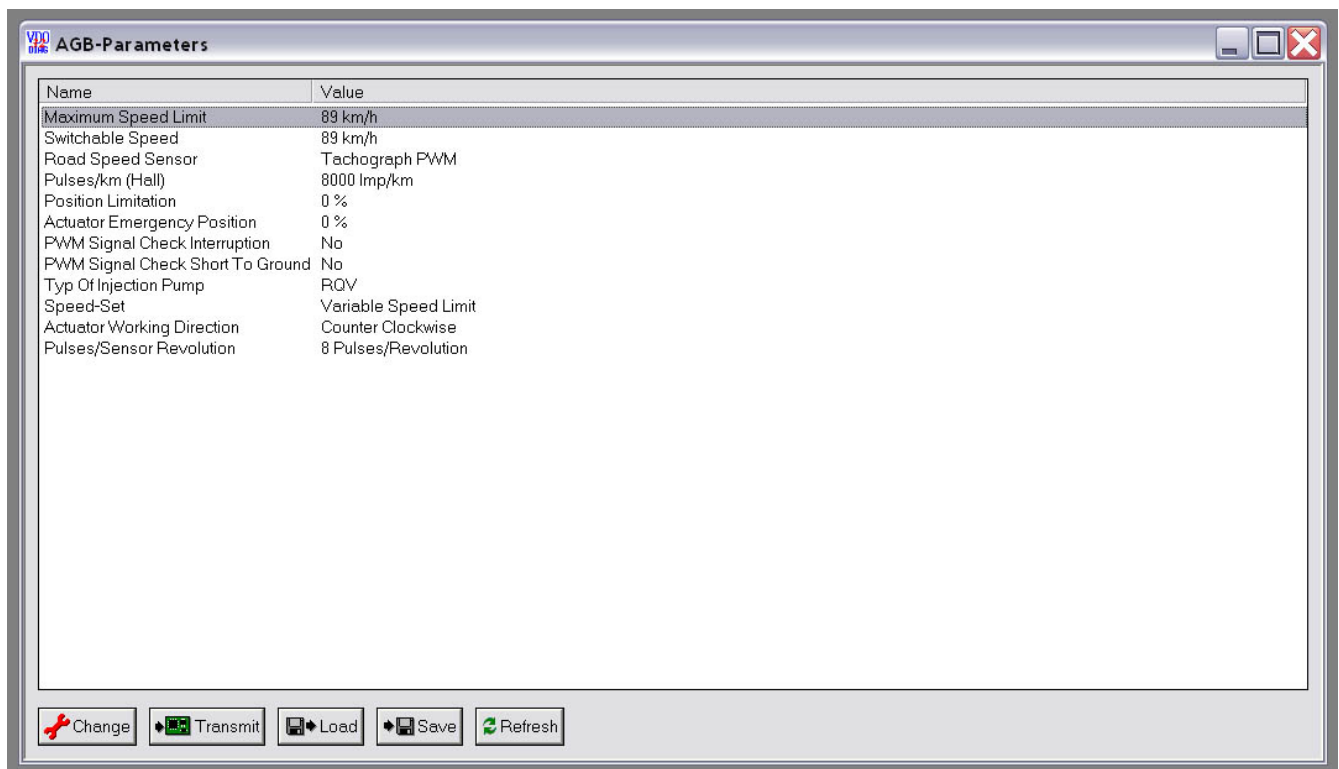 VDO
DIAG
AGB-Parameters
Name Value
Maximum Speed Limit 89 km/h
Switchable Speed 89 km/h
Road Speed Sensor Tachograph PWM
Pulses/km (Hall) 8000 Imp/km
Position Limitation 0 %
Actuator Emergency Position 0 %
PWM Signal Check Interruption No
PWM Signal Check Short To Ground No
Typ Of Injection Pump RQV
Speed-Set Variable Speed Limit
Actuator Working Direction Counter Clockwise
Pulses/Sensor Revolution 8 Pulses/Revolution
Change Transmit Load Save Refresh